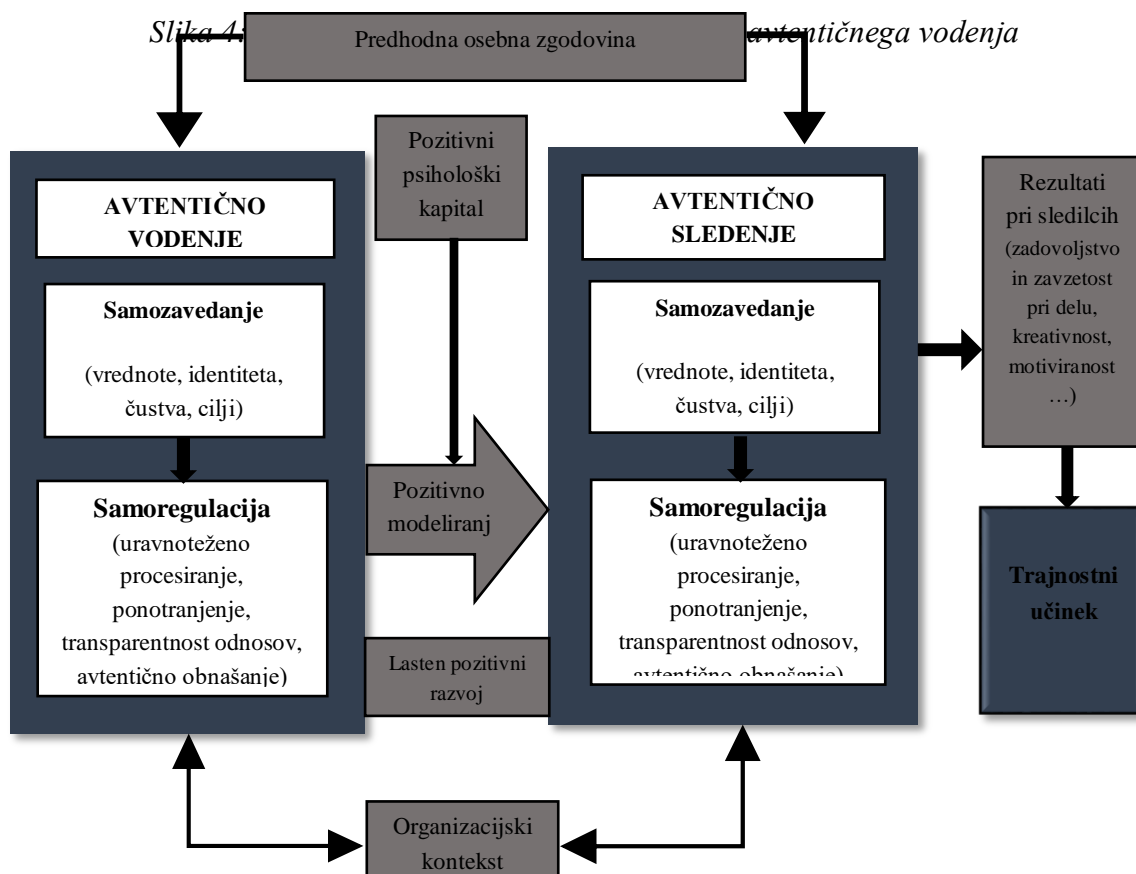 Slika 4:
avtentičnega vodenja
Predhodna osebna zgodovina
Pozitivni
psihološki
kapital
AVTENTIČNO
VODENJE
Samozavedanje
(vrednote, identiteta,
čustva, cilji)
Samoregulacija
(uravnoteženo
procesiranje,
ponotranjenje,
transparentnost odnosov,
avtentično obnašanje)
Pozitivno
modeliranj
Lasten pozitivni
razvoj
AVTENTIČNO
SLEDENJE
Samozavedanje
(vrednote, identiteta,
čustva, cilji)
Samoregulacija
(uravnoteženo
procesiranje,
ponotranjenje,
transparentnost odnosov,
avtentično obnašanje)
Rezultati
pri sledilcih
(zadovoljstvo
in zavzetost
pri delu,
kreativnost,
motiviranost
…)
Trajnostni
učinek
Organizacijski
kontekst